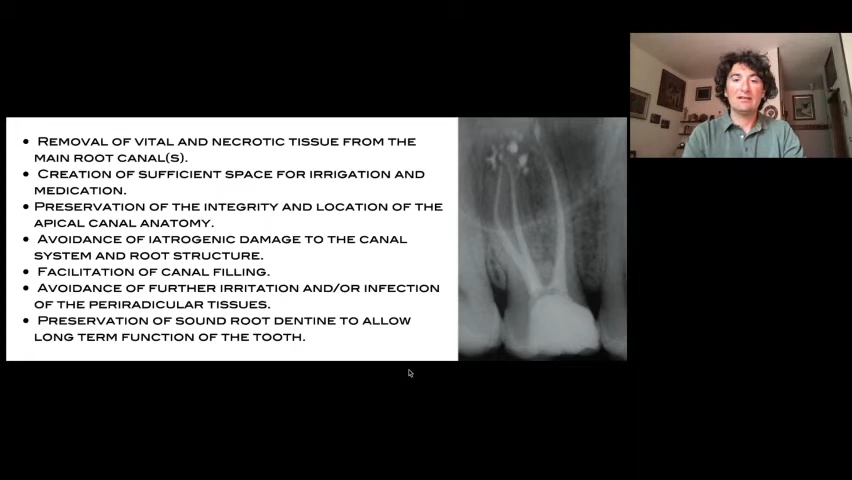 • REMOVAL OF VITAL AND NECROTIC TISSUE FROM THE
MAIN ROOT CANAL(S).
• CREATION OF SUFFICIENT SPACE FOR IRRIGATION AND
MEDICATION.
• PRESERVATION OF THE INTEGRITY AND LOCATION OF THE
APICAL CANAL ANATOMY.
• AVOIDANCE OF IATROGENIC DAMAGE TO THE CANAL
SYSTEM AND ROOT STRUCTURE.
• FACILITATION OF CANAL FILLING.
• AVOIDANCE OF FURTHER IRRITATION AND/OR INFECTION
OF THE PERIRADICULAR TISSUES.
• PRESERVATION OF SOUND ROOT DENTINE TO ALLOW
LONG TERM FUNCTION OF THE TOOTH.